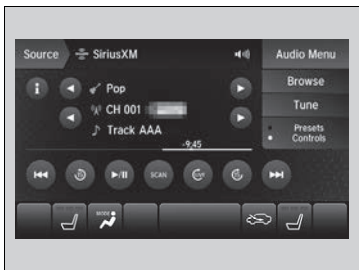 Source
SiriusXM
Audio Menu
Pop
Browse
CH 001
Tune
Track AAA
Presets
Controls
-9:45
SCAN
MODE